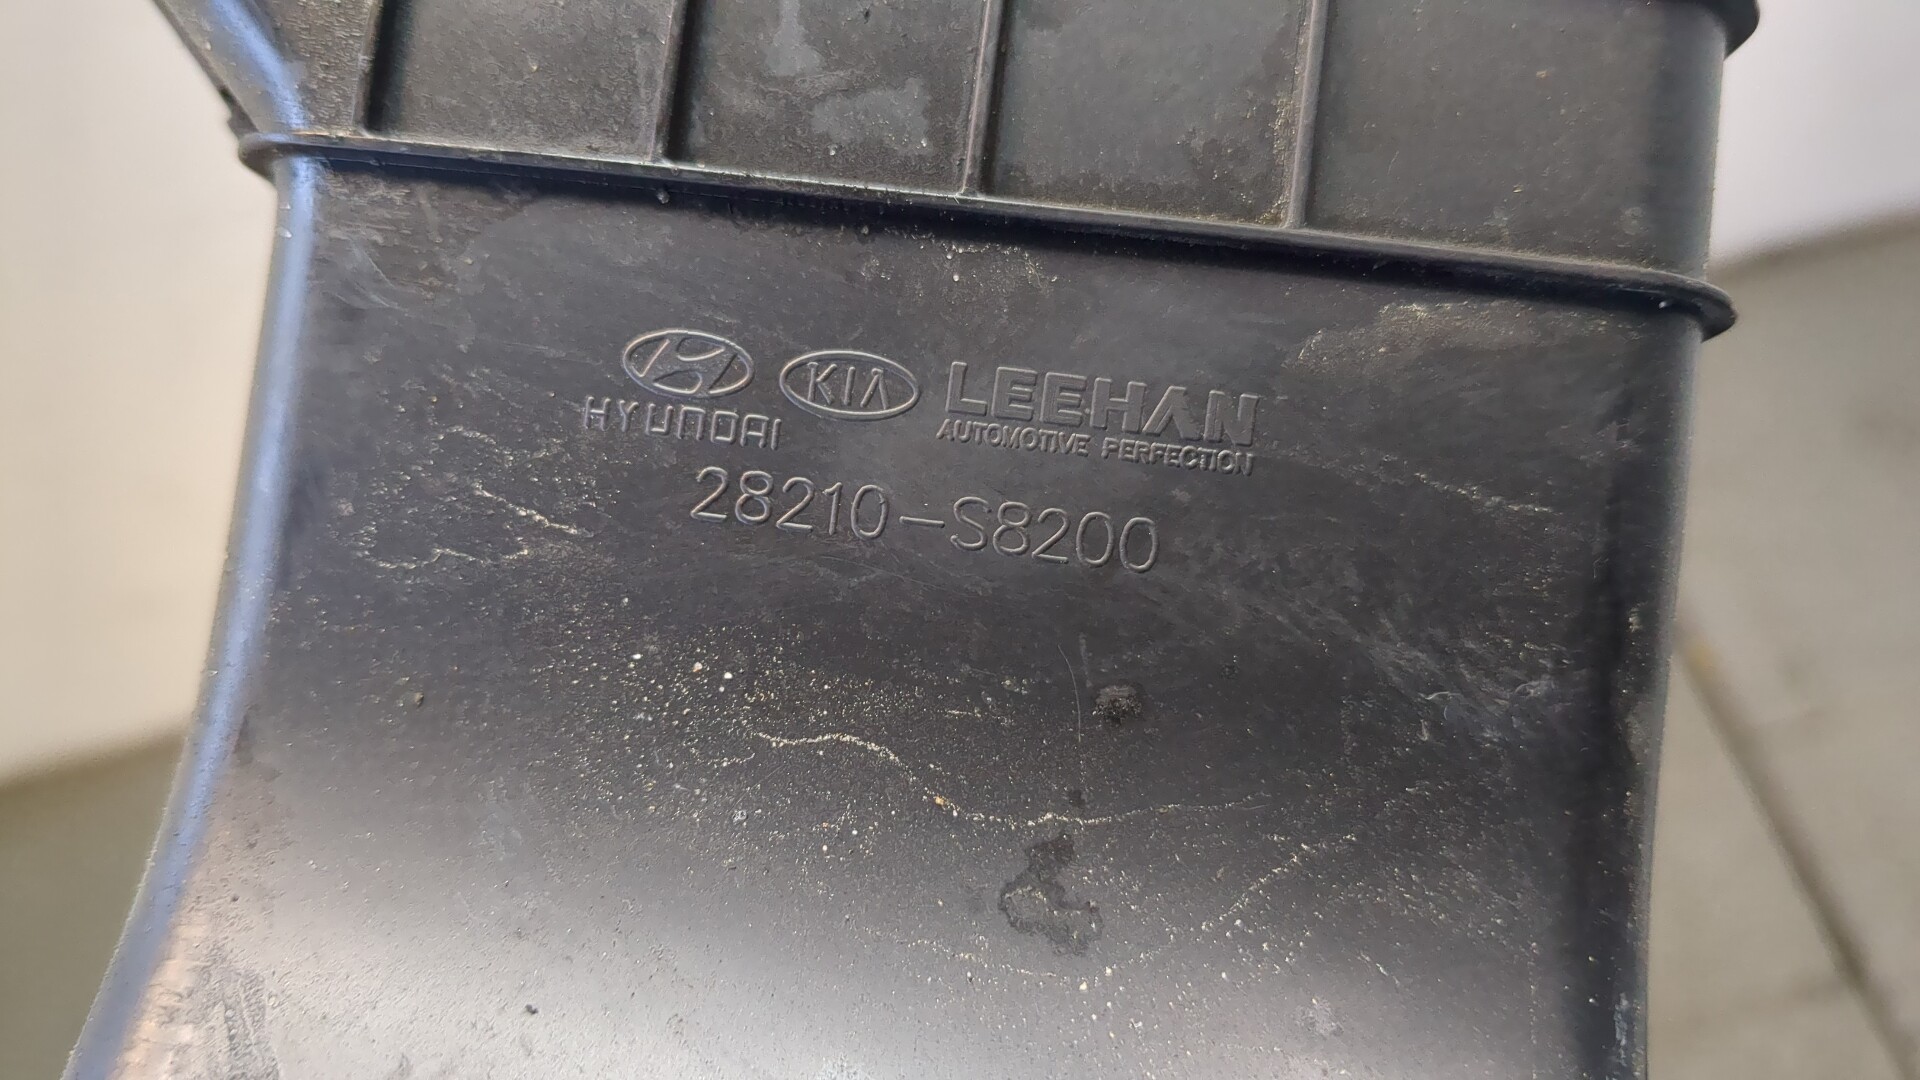 HYUNDAI KIA LEEHAN
AUTOMOTIVE PERFECTION
28210-S8200